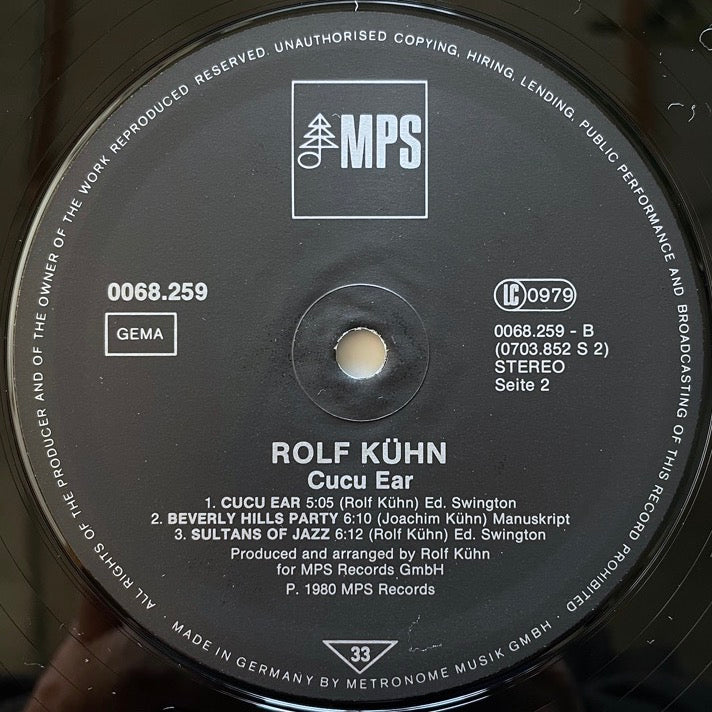 ALL RIGHTS OF THE PRODUCER AND OF THE OWNER OF THE WORK REPRODUCED RESERVED. UNAUTHORISED COPYING, HIRING, LENDING, PUBLIC PERFORMANCE AND BROADCASTING OF THIS RECORD PROHIBITED
MPS
0068.259
GEMA
LC 0979
0068.259 - B
(0703.852 S 2)
STEREO
Seite 2
ROLF KÜHN
Cucu Ear
1. CUCU EAR 5:05 (Rolf Kühn) Ed. Swington
2. BEVERLY HILLS PARTY 6:10 (Joachim Kühn) Manuskript
3. SULTANS OF JAZZ 6:12 (Rolf Kühn) Ed. Swington
Produced and arranged by Rolf Kühn
for MPS Records GmbH
P. 1980 MPS Records
33
· MADE IN GERMANY BY METRONOME MUSIK GMBH ·